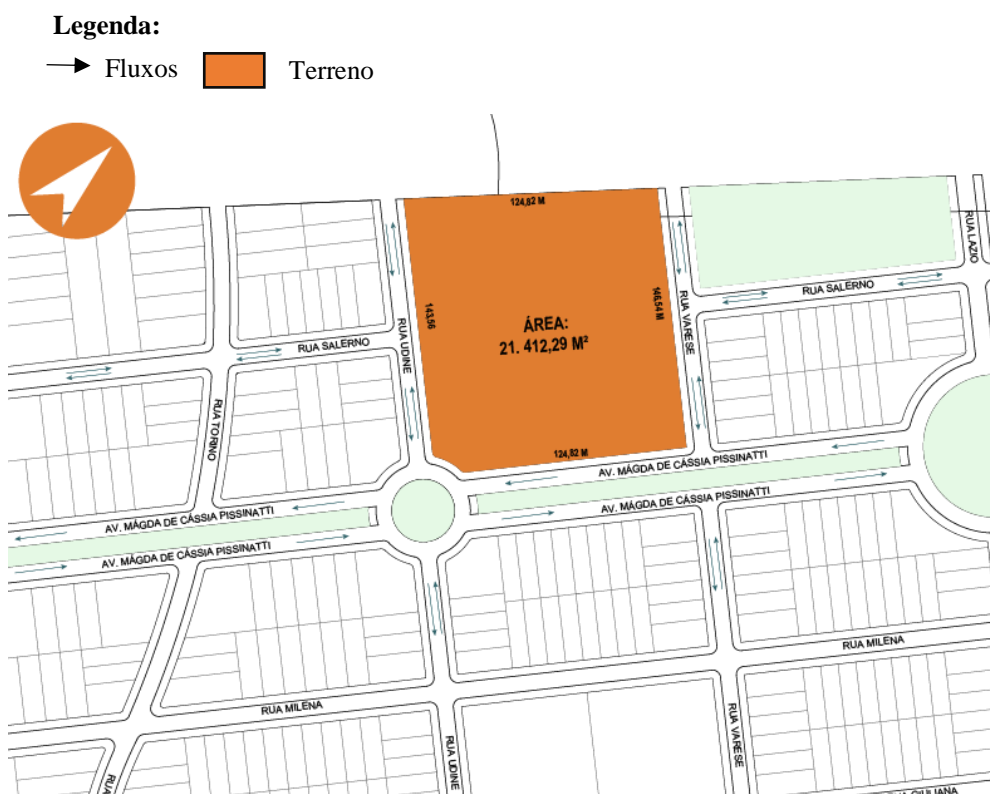 Legenda:
Fluxos
Terreno
124,82 M
RUA LAZIO
143,56
146,54 M
RUA VARESE
RUA SALERNO
ÁREA:
21. 412,29 M²
RUA UDINE
RUA SALERNO
RUA TORINO
124,82 M
AV. MÁGDA DE CÁSSIA PISSINATTI
AV. MÁGDA DE CÁSSIA PISSINATTI
AV. MÁGDA DE CÁSSIA PISSINATTI
AV. MÁGDA DE CÁSSIA PISSINATTI
RUA MILENA
RUA MILENA
RUA VARESE
RUA UDINE
RUA
GIULIANA